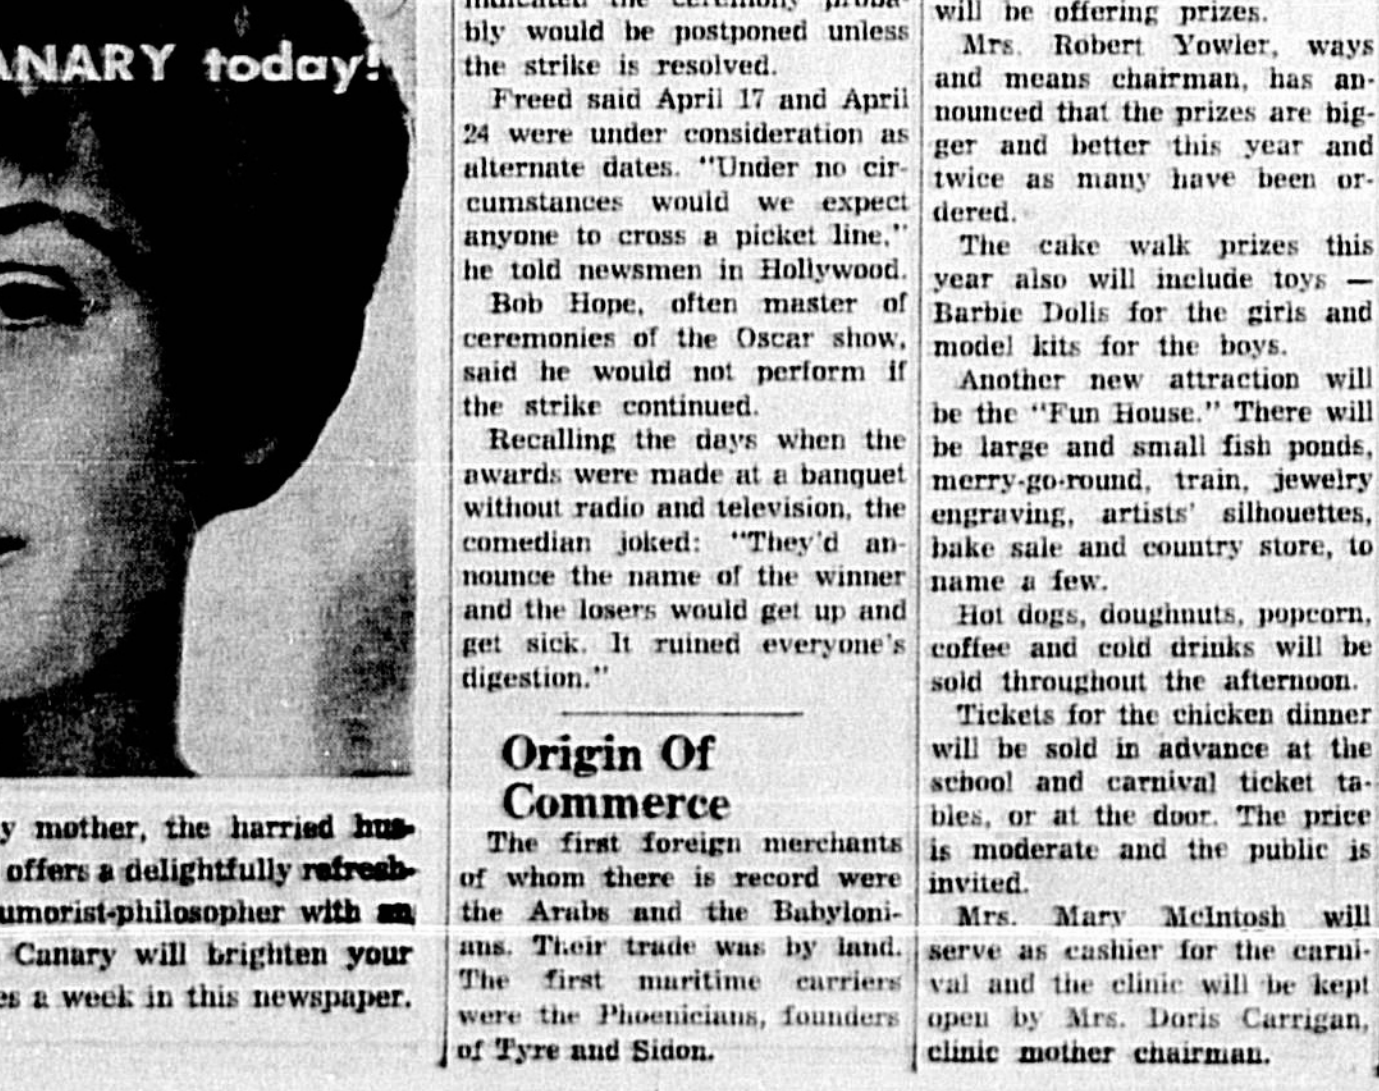 ANARY today!
y mother, the harried hus-
offers a delightfully refresh-
umorist-philosopher with an
Canary will brighten your
es a week in this newspaper.
indicated the ceremony proba-
bly would be postponed unless
the strike is resolved.
Freed said April 17 and April
24 were under consideration as
alternate dates. "Under no cir-
cumstances would we expect
anyone to cross a picket line,"
he told newsmen in Hollywood.
Bob Hope, often master of
ceremonies of the Oscar show,
said he would not perform if
the strike continued.
Recalling the days when the
awards were made at a banquet
without radio and television, the
comedian joked: "They'd an-
nounce the name of the winner
and the losers would get up and
get sick. It ruined everyone's
digestion."
Origin Of
Commerce
The first foreign merchants
of whom there is record were
the Arabs and the Babyloni-
ans. Their trade was by land.
The first maritime carriers
were the Phoenicians, founders
of Tyre and Sidon.
will be offering prizes.
Mrs. Robert Yowler, ways
and means chairman, has an-
nounced that the prizes are big-
ger and better this year and
twice as many have been or-
dered.
The cake walk prizes this
year also will include toys —
Barbie Dolls for the girls and
model kits for the boys.
Another new attraction will
be the "Fun House." There will
be large and small fish ponds,
merry-go-round, train, jewelry
engraving, artists' silhouettes,
bake sale and country store, to
name a few.
Hot dogs, doughnuts, popcorn,
coffee and cold drinks will be
sold throughout the afternoon.
Tickets for the chicken dinner
will be sold in advance at the
school and carnival ticket ta-
bles, or at the door. The price
is moderate and the public is
invited.
Mrs. Mary McIntosh will
serve as cashier for the carni-
val and the clinic will be kept
open by Mrs. Doris Carrigan,
clinic mother chairman.